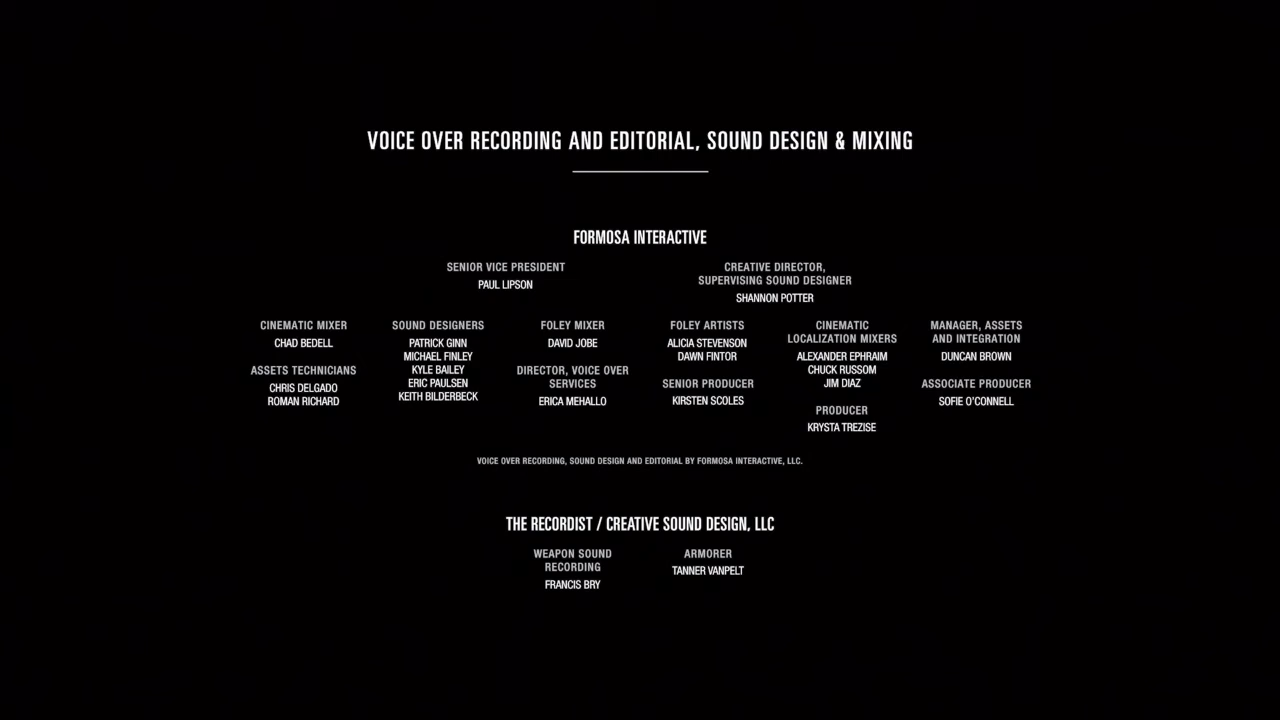 VOICE OVER RECORDING AND EDITORIAL, SOUND DESIGN & MIXING
FORMOSA INTERACTIVE
SENIOR VICE PRESIDENT
PAUL LIPSON
CREATIVE DIRECTOR,
SUPERVISING SOUND DESIGNER
SHANNON POTTER
CINEMATIC MIXER
CHAD BEDELL
ASSETS TECHNICIANS
CHRIS DELGADO
ROMAN RICHARD
SOUND DESIGNERS
PATRICK GINN
MICHAEL FINLEY
KYLE BAILEY
ERIC PAULSEN
KEITH BILDERBECK
FOLEY MIXER
DAVID JOBE
DIRECTOR, VOICE OVER
SERVICES
ERICA MEHALLO
FOLEY ARTISTS
ALICIA STEVENSON
DAWN FINTOR
SENIOR PRODUCER
KIRSTEN SCOLES
CINEMATIC
LOCALIZATION MIXERS
ALEXANDER EPHRAIM
CHUCK RUSSOM
JIM DIAZ
PRODUCER
KRYSTA TREZISE
MANAGER, ASSETS
AND INTEGRATION
DUNCAN BROWN
ASSOCIATE PRODUCER
SOFIE O'CONNELL
VOICE OVER RECORDING, SOUND DESIGN AND EDITORIAL BY FORMOSA INTERACTIVE, LLC.
THE RECORDIST / CREATIVE SOUND DESIGN, LLC
WEAPON SOUND
RECORDING
FRANCIS BRY
ARMORER
TANNER VANPELT